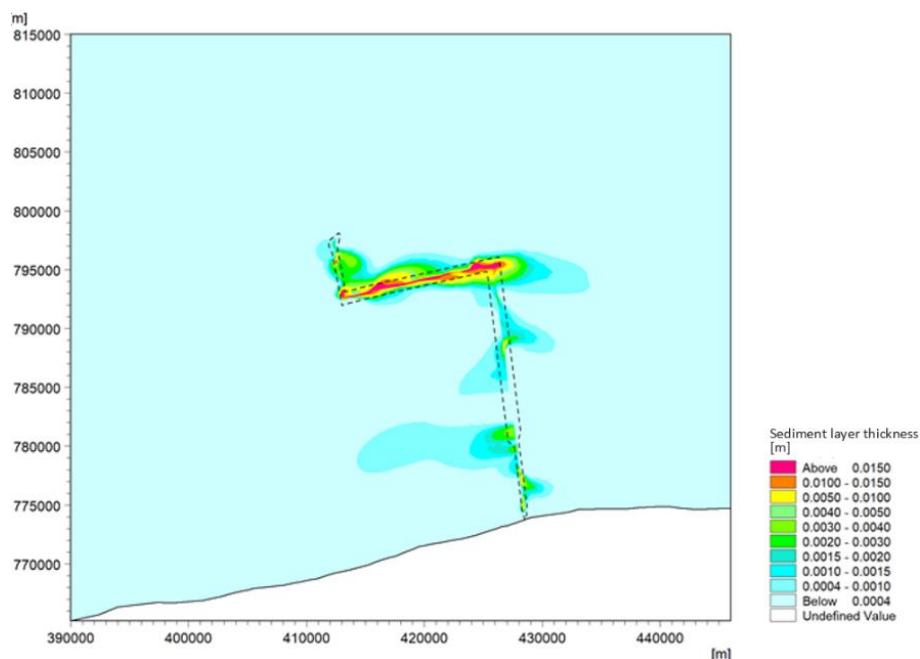 [m]
815000
810000
805000
800000
795000
790000
785000
780000
775000
770000
390000 400000 410000 420000 430000 440000
[m]
Sediment layer thickness
[m]
Above 0.0150
0.0100 - 0.0150
0.0050 - 0.0100
0.0040 - 0.0050
0.0030 - 0.0040
0.0020 - 0.0030
0.0015 - 0.0020
0.0010 - 0.0015
0.0004 - 0.0010
Below 0.0004
Undefined Value